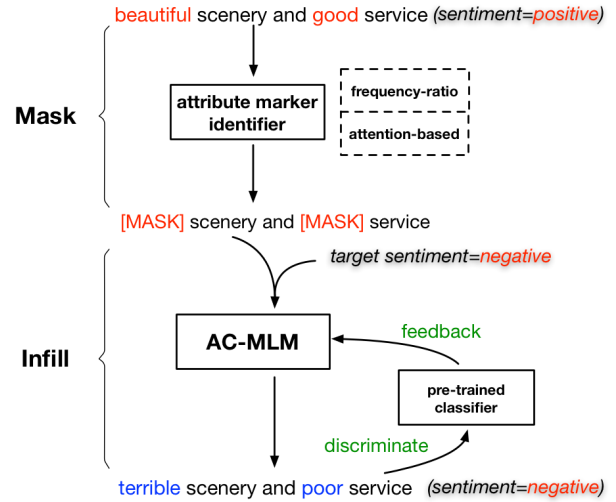 beautiful scenery and good service (sentiment=positive)
Mask
attribute marker
identifier
frequency-ratio
attention-based
[MASK] scenery and [MASK] service
target sentiment=negative
Infill
AC-MLM
feedback
pre-trained
classifier
discriminate
terrible scenery and poor service (sentiment=negative)